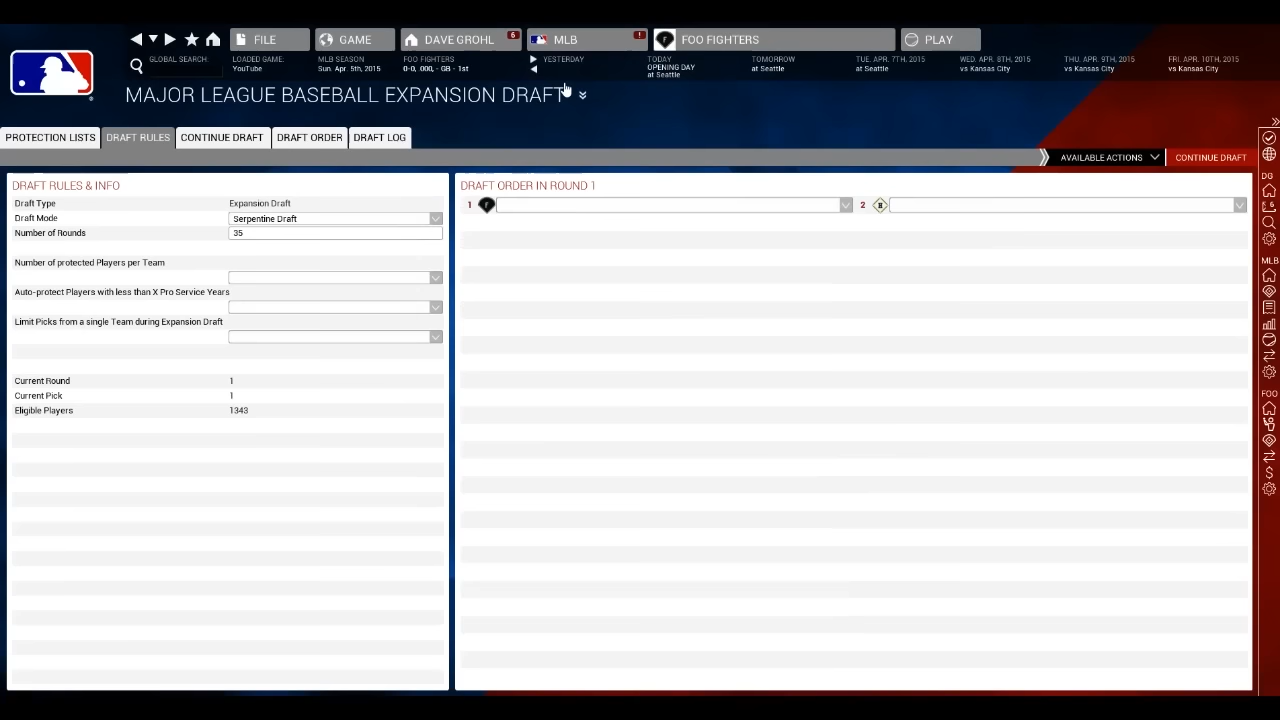 FILE
GAME
DAVE GROHL
6
MLB
!
FOO FIGHTERS
PLAY
GLOBAL SEARCH:
LOADED GAME:
YouTube
MLB SEASON
Sun. Apr. 5th, 2015
FOO FIGHTERS
0-0, .000, - GB - 1st
YESTERDAY
TODAY
OPENING DAY
at Seattle
TOMORROW
at Seattle
TUE. APR. 7TH, 2015
at Seattle
WED. APR. 8TH, 2015
vs Kansas City
THU. APR. 9TH, 2015
vs Kansas City
FRI. APR. 10TH, 2015
vs Kansas City
MAJOR LEAGUE BASEBALL EXPANSION DRAFT
PROTECTION LISTS
DRAFT RULES
CONTINUE DRAFT
DRAFT ORDER
DRAFT LOG
AVAILABLE ACTIONS
CONTINUE DRAFT
DRAFT RULES & INFO
Draft Type Expansion Draft
Draft Mode Serpentine Draft
Number of Rounds 35
Number of protected Players per Team
Auto-protect Players with less than X Pro Service Years
Limit Picks from a single Team during Expansion Draft
Current Round 1
Current Pick 1
Eligible Players 1343
DRAFT ORDER IN ROUND 1
1 F 2
DG
6
MLB
FOO
$